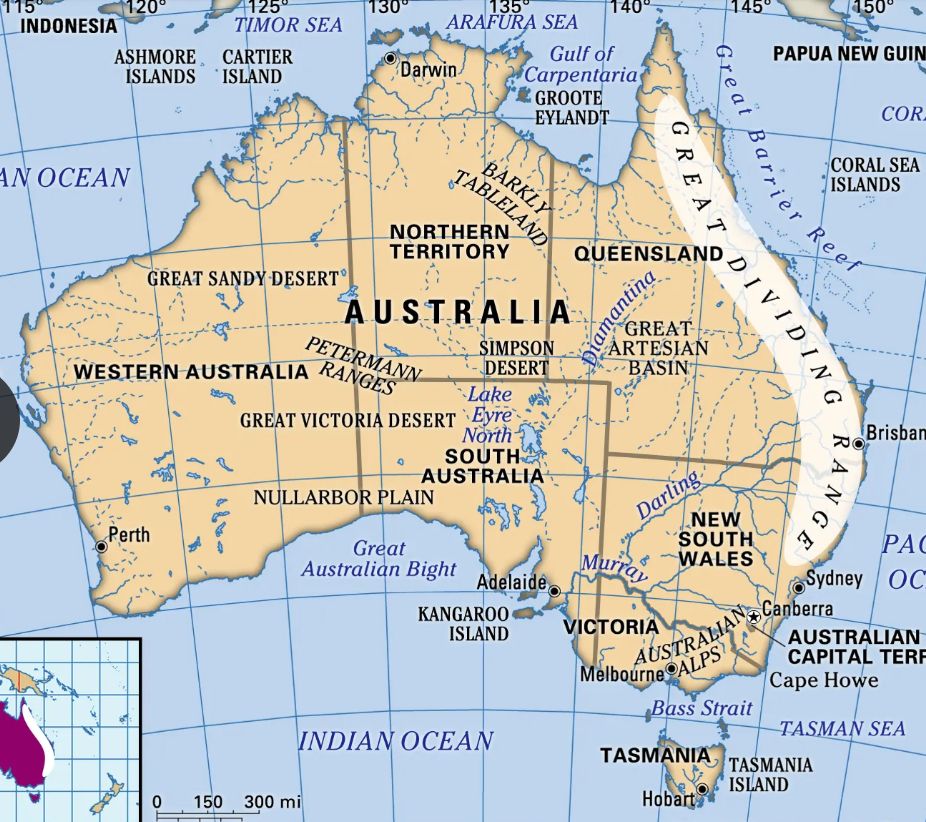 115°
120°
125°
130°
135°
140°
145°
150°
INDONESIA
TIMOR SEA
ARAFURA SEA
ASHMORE
ISLANDS
CARTIER
ISLAND
Darwin
Gulf of
Carpentaria
GROOTE
EYLANDT
PAPUA NEW GUIN
Great Barrier Reef
COR
CORAL SEA
ISLANDS
AN OCEAN
GREAT DIVIDING RANGE
BARKLY
TABLELAND
NORTHERN
TERRITORY
QUEENSLAND
GREAT SANDY DESERT
AUSTRALIA
Diamantina
GREAT
ARTESIAN
BASIN
SIMPSON
DESERT
PETERMANN
RANGES
WESTERN AUSTRALIA
Lake
Eyre
North
GREAT VICTORIA DESERT
SOUTH
AUSTRALIA
Brisban
NULLARBOR PLAIN
Darling
NEW
SOUTH
WALES
Perth
Great
Australian Bight
Murray
PAC
OC
Adelaide
Sydney
Canberra
KANGAROO
ISLAND
VICTORIA
AUSTRALIAN
ALPS
AUSTRALIAN
CAPITAL TERR
Melbourne
Cape Howe
Bass Strait
TASMAN SEA
INDIAN OCEAN
TASMANIA
TASMANIA
ISLAND
Hobart
0 150 300 mi